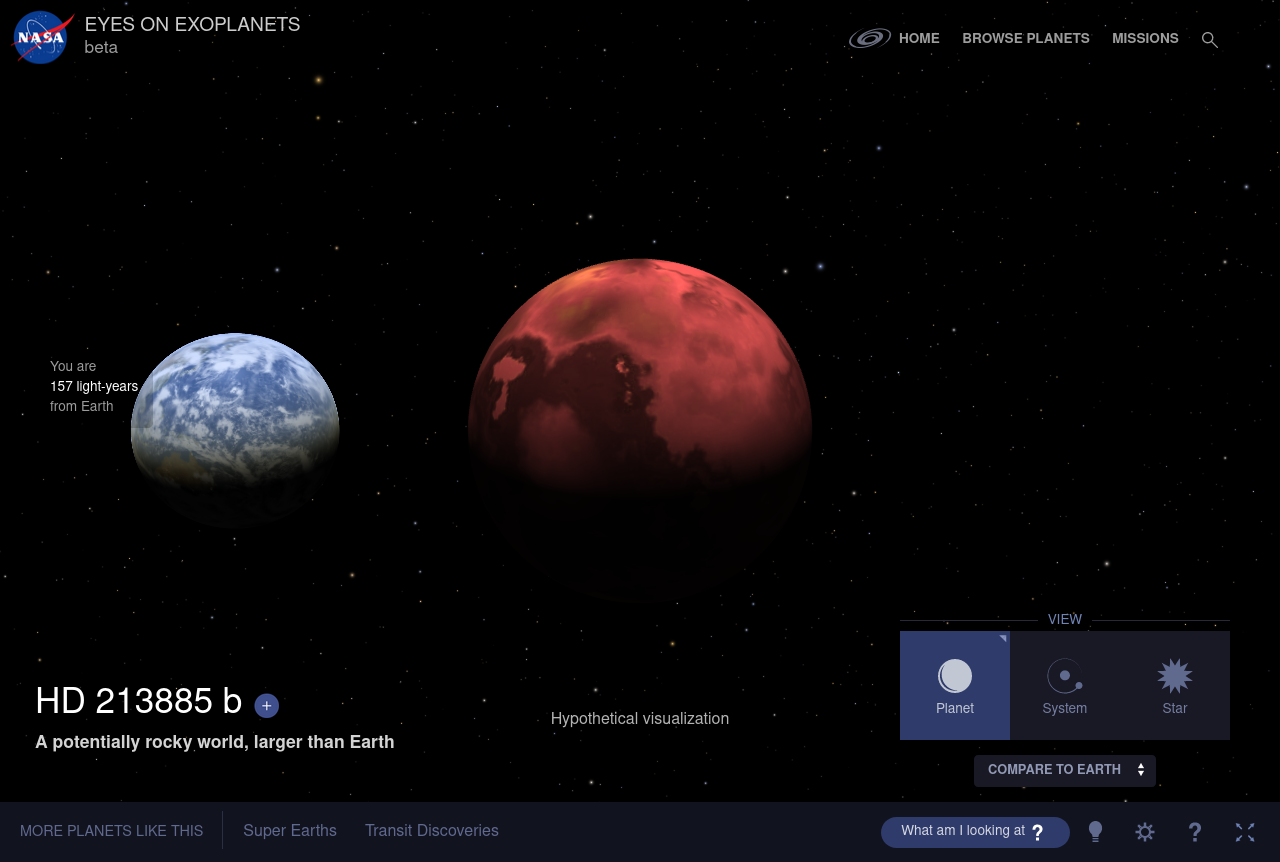 NASA
EYES ON EXOPLANETS
beta
HOME
BROWSE PLANETS
MISSIONS
You are
157 light-years
from Earth
VIEW
Planet
System
Star
HD 213885 b +
A potentially rocky world, larger than Earth
Hypothetical visualization
COMPARE TO EARTH
MORE PLANETS LIKE THIS
Super Earths
Transit Discoveries
What am I looking at ?
?